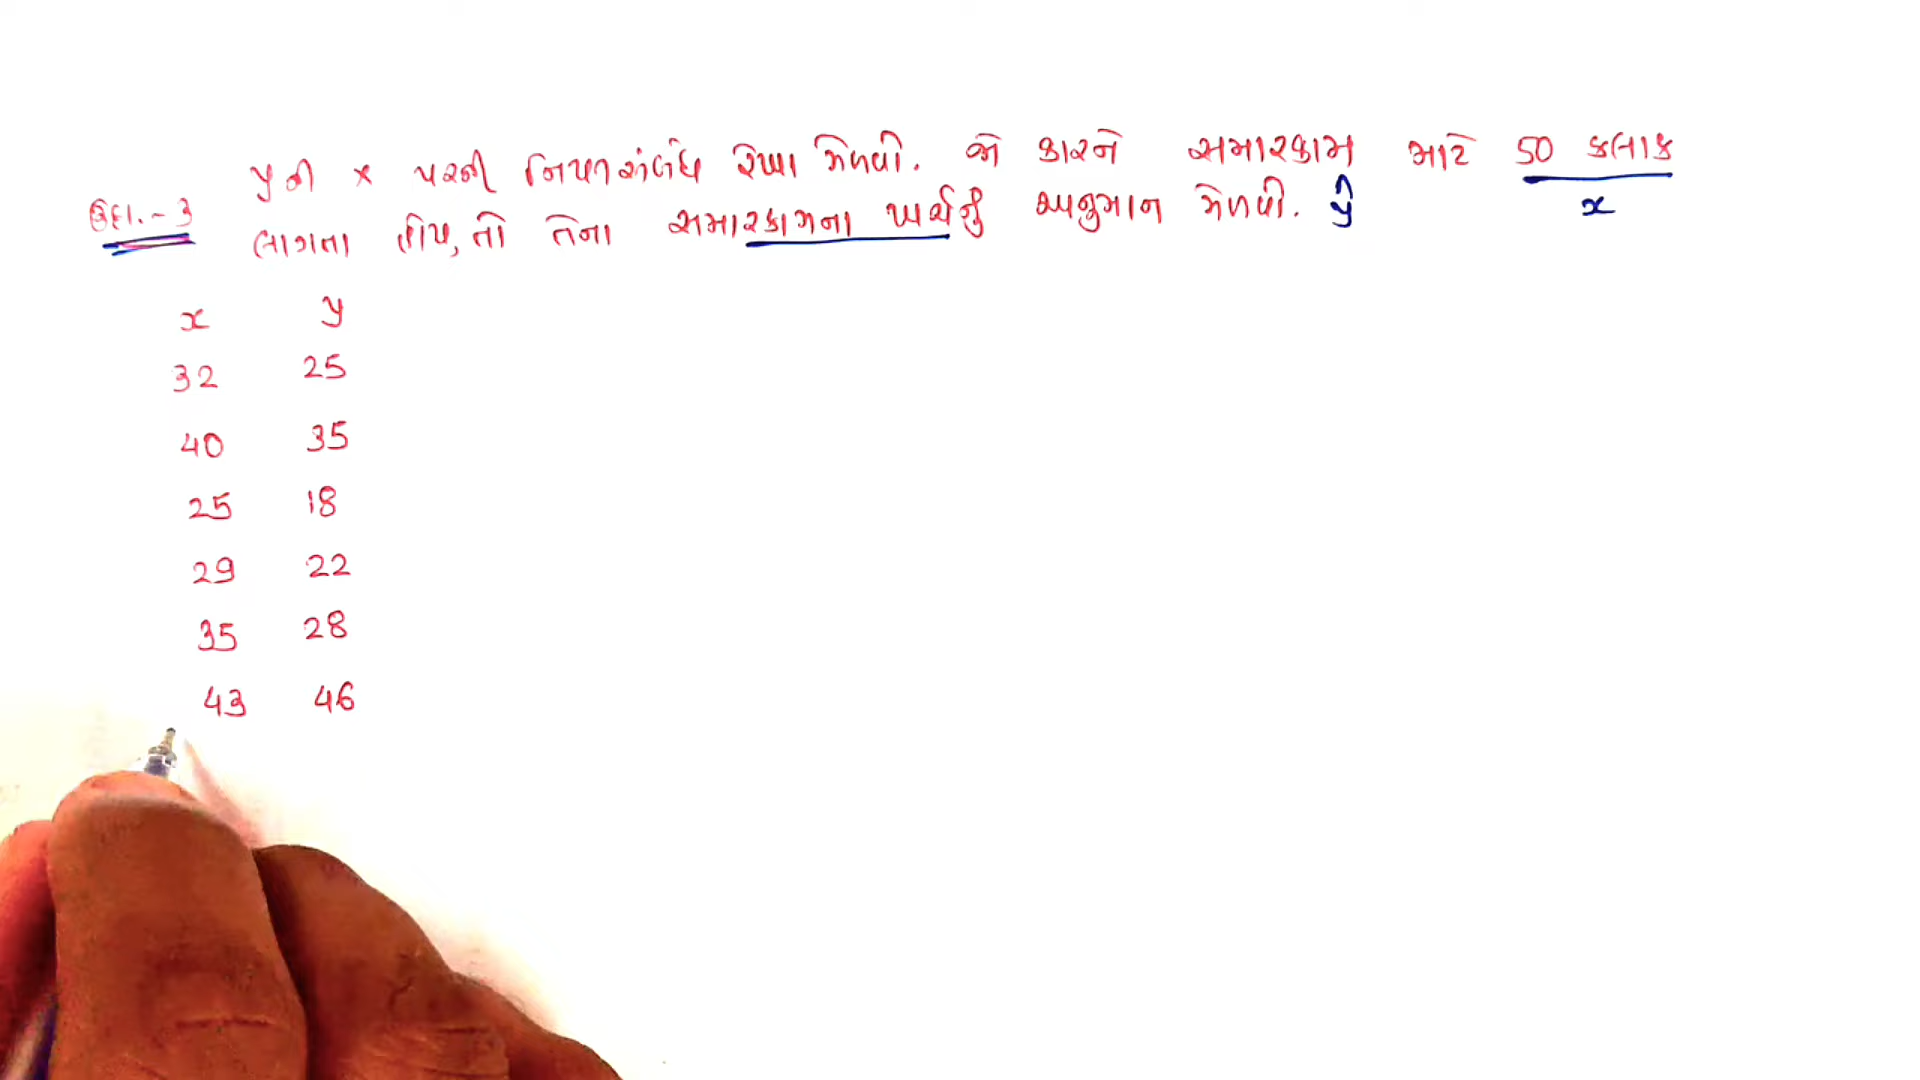 yની x પરની નિયતસંબંધ રેખા મેળવો. જો કારને સમારકામ માટે 50 કલાક
ઉદા.-3 લાગતા હોય, તો તેના સમારકામના ખર્ચનું અનુમાન મેળવો. ŷ x
x y
32 25
40 35
25 18
29 22
35 28
43 46